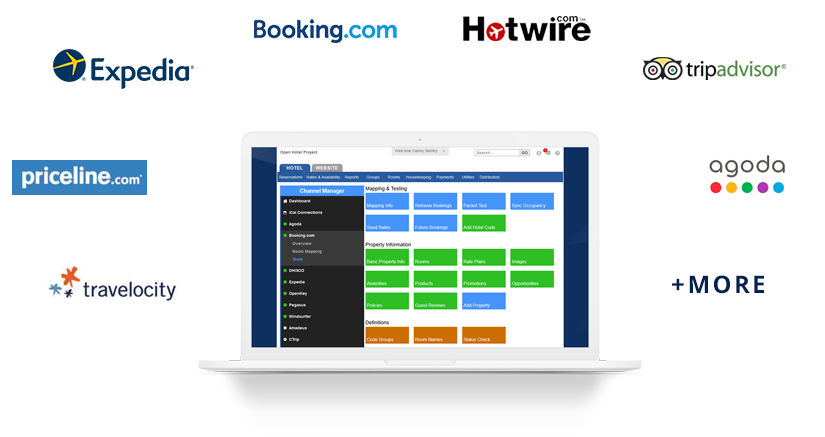 Booking.com
Hotwire.com
Expedia®
tripadvisor®
priceline.com®
agoda
travelocity
+MORE
Open Hotel Project
Welcome Danny Bentley
Search...
GO
HOTEL WEBSITE
Reservations Rates & Availability Reports Groups Rooms Housekeeping Payments Utilities Distribution
Channel Manager
Dashboard
iCal Connections
Agoda
Booking.com
Overview
Room Mapping
Tools
DHISCO
Expedia
OpenKey
Pegasus
Windsurfer
Amadeus
CTrip
Mapping & Testing
Mapping Info Retrieve Bookings Packet Test Sync Occupancy
Seed Rates Future Bookings Add Hotel Code
Property Information
Basic Property Info Rooms Rate Plans Images
Amenities Products Promotions Opportunities
Policies Guest Reviews Add Property
Definitions
Code Groups Room Names Status Check